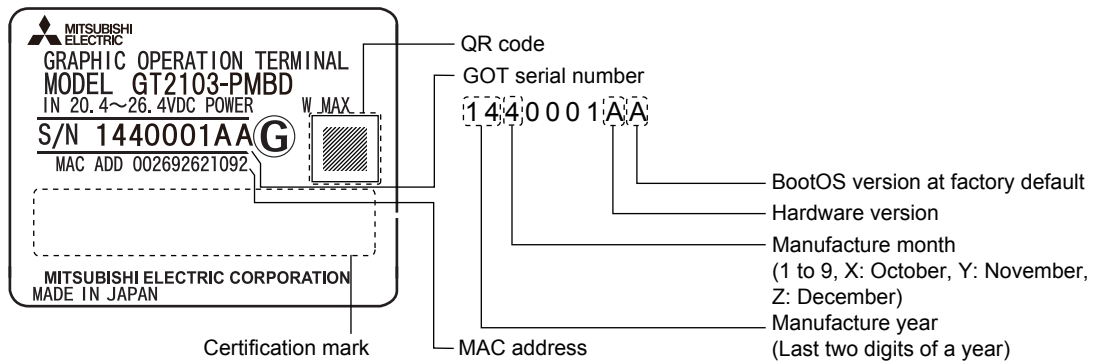 MITSUBISHI
ELECTRIC
GRAPHIC OPERATION TERMINAL
MODEL GT2103-PMBD
IN 20.4～26.4VDC POWER W MAX
S/N 1440001AA G
MAC ADD 002692621092
MITSUBISHI ELECTRIC CORPORATION
MADE IN JAPAN
QR code
GOT serial number
1440001AA
BootOS version at factory default
Hardware version
Manufacture month
(1 to 9, X: October, Y: November,
Z: December)
Manufacture year
(Last two digits of a year)
Certification mark
MAC address